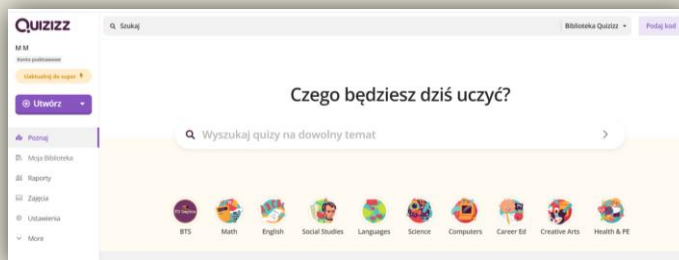 QUIZIZZ
Szukaj
Biblioteka Quizizz
Podaj kod
M M
Konto podstawowe
Uaktualnij do super
Utwórz
Poznaj
Moja Biblioteka
Raporty
Zajęcia
Ustawienia
More
Czego będziesz dziś uczyć?
Wyszukaj quizy na dowolny temat
BTS
Math
English
Social Studies
Languages
Science
Computers
Career Ed
Creative Arts
Health & PE